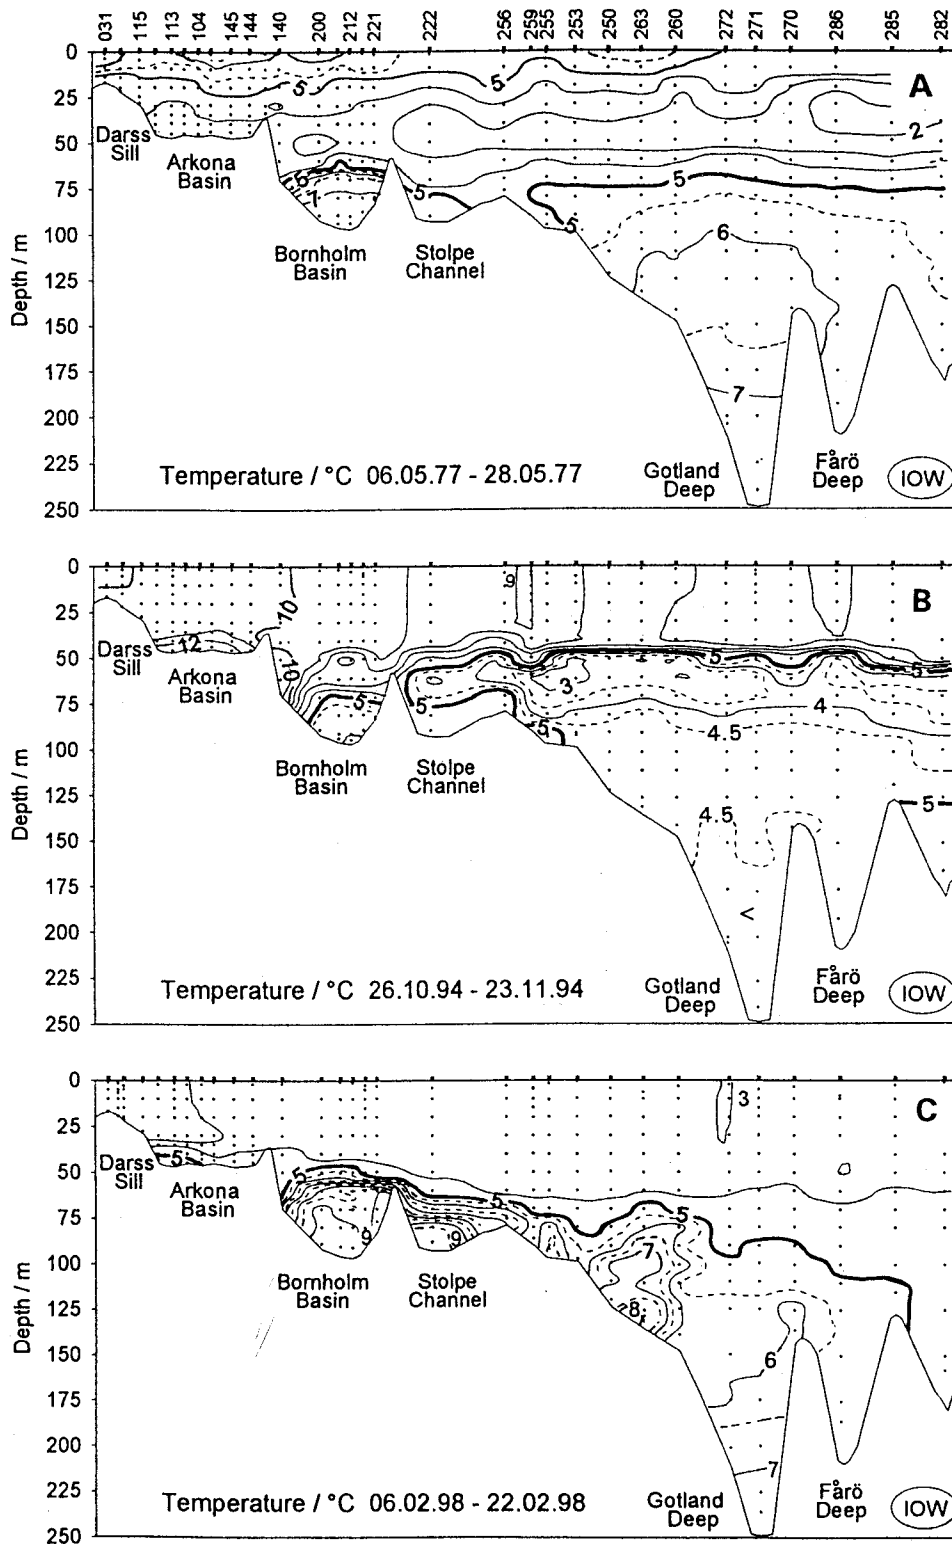 031 115 113 104 145 144 140 200 212 221 222 256 259 255 253 250 263 260 272 271 270 286 285 282
0
25
50
75
100
125
150
175
200
225
250
Depth / m
A
5 5 2
Darss
Sill
Arkona
Basin
5 7 5 5 5
Bornholm
Basin
Stolpe
Channel
6
7
Temperature / °C 06.05.77 - 28.05.77
Gotland
Deep
Fårö
Deep
IOW
0
25
50
75
100
125
150
175
200
225
250
Depth / m
B
9
10
12
Darss
Sill
Arkona
Basin
10 5 5 5 3 5 5
4
4.5
Bornholm
Basin
Stolpe
Channel
5
4.5
<
Temperature / °C 26.10.94 - 23.11.94
Gotland
Deep
Fårö
Deep
IOW
0
25
50
75
100
125
150
175
200
225
250
Depth / m
C
3
5
Darss
Sill
Arkona
Basin
5 9 9 5 5
7
8
Bornholm
Basin
Stolpe
Channel
6
7
Temperature / °C 06.02.98 - 22.02.98
Gotland
Deep
Fårö
Deep
IOW